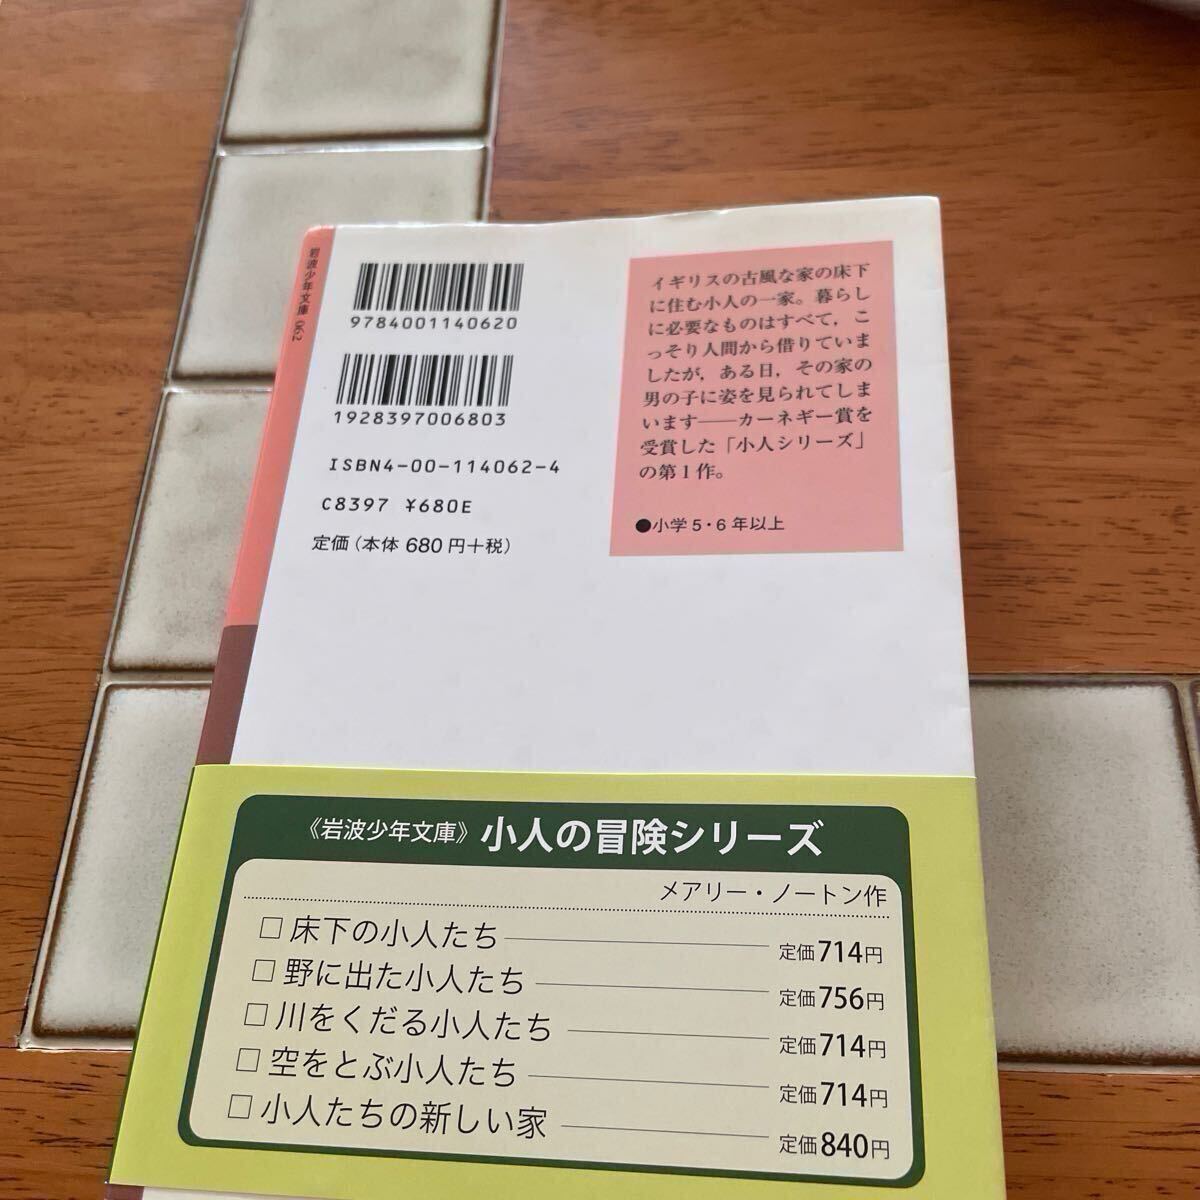 岩波少年文庫 062
9784001140620
1928397006803
ISBN4-00-114062-4
C8397 ¥680E
定価(本体 680 円+税)
イギリスの古風な家の床下
に住む小人の一家。暮らし
に必要なものはすべて，こ
っそり人間から借りていま
したが，ある日，その家の
男の子に姿を見られてしま
います──カーネギー賞を
受賞した「小人シリーズ」
の第1作。
●小学5・6年以上
《岩波少年文庫》小人の冒険シリーズ
メアリー・ノートン作
□ 床下の小人たち 定価714円
□ 野に出た小人たち 定価756円
□ 川をくだる小人たち 定価714円
□ 空をとぶ小人たち 定価714円
□ 小人たちの新しい家 定価840円